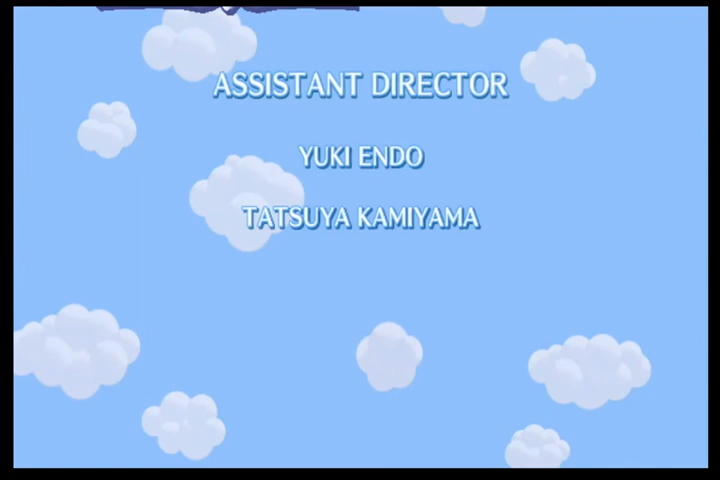 ASSISTANT DIRECTOR
YUKI ENDO
TATSUYA KAMIYAMA